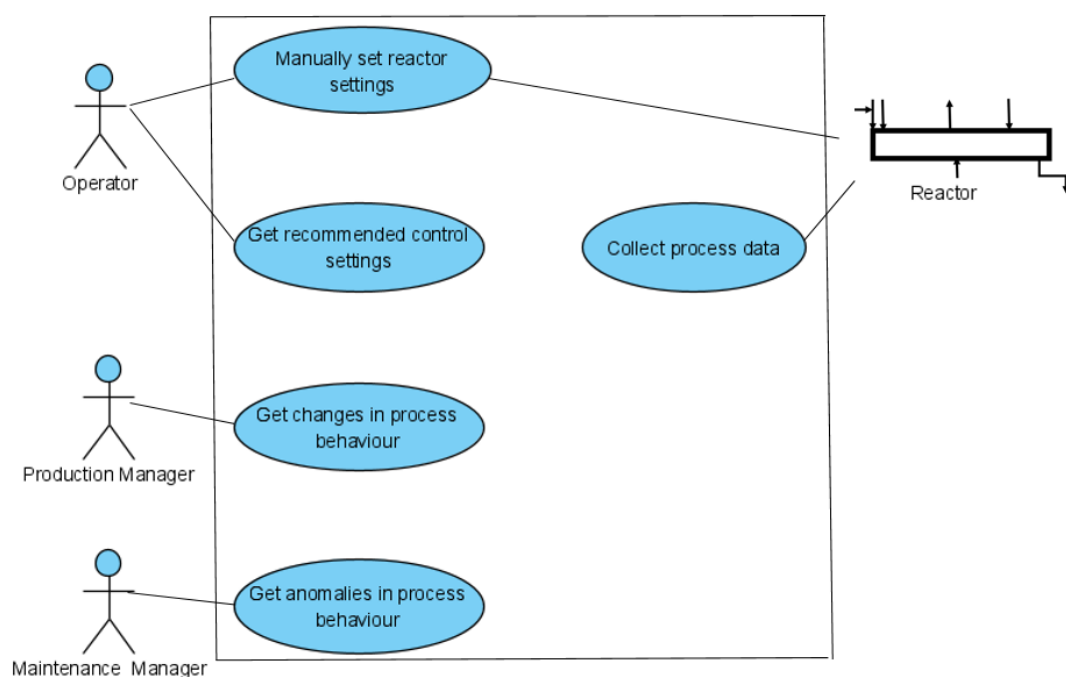 Manually set reactor
settings
Operator
Reactor
Get recommended control
settings
Collect process data
Get changes in process
behaviour
Production Manager
Get anomalies in process
behaviour
Maintenance Manager